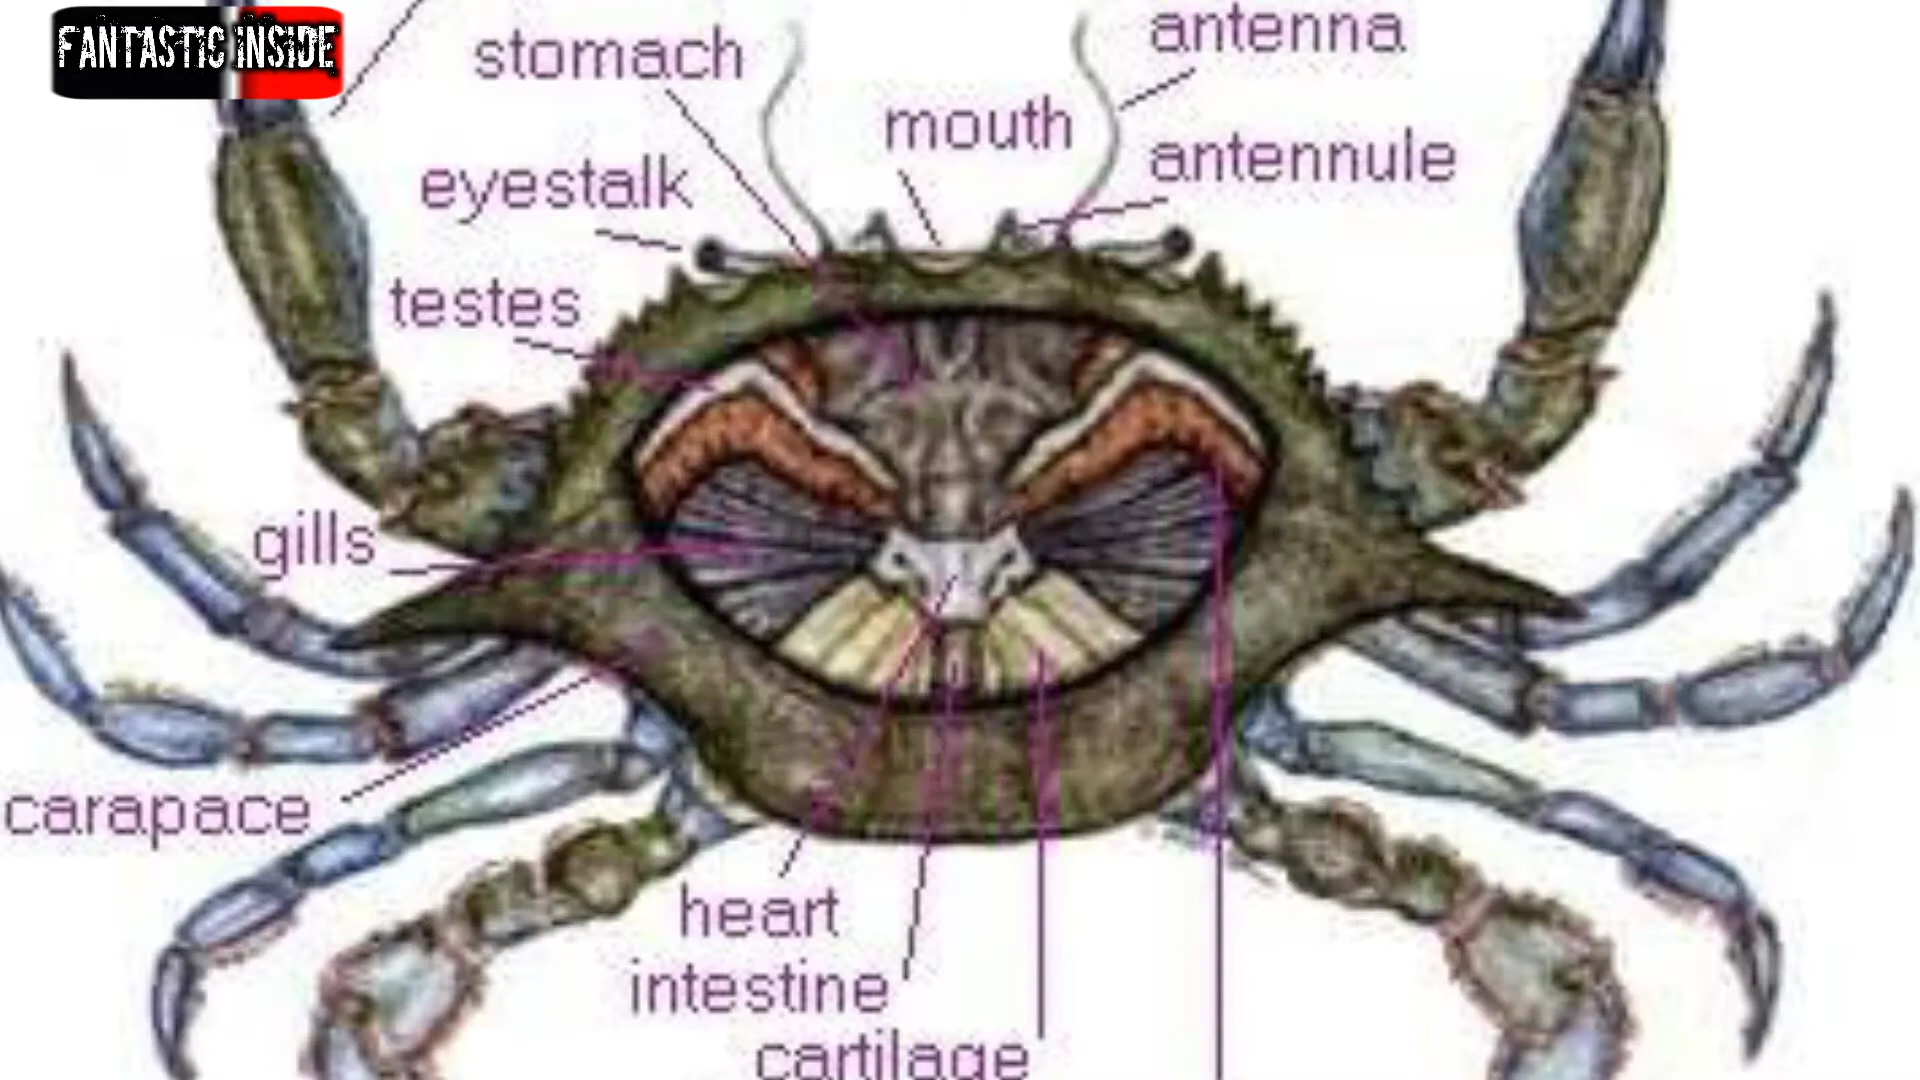 FANTASTIC INSIDE
stomach
antenna
mouth
antennule
eyestalk
testes
gills
carapace
heart
intestine
cartilage